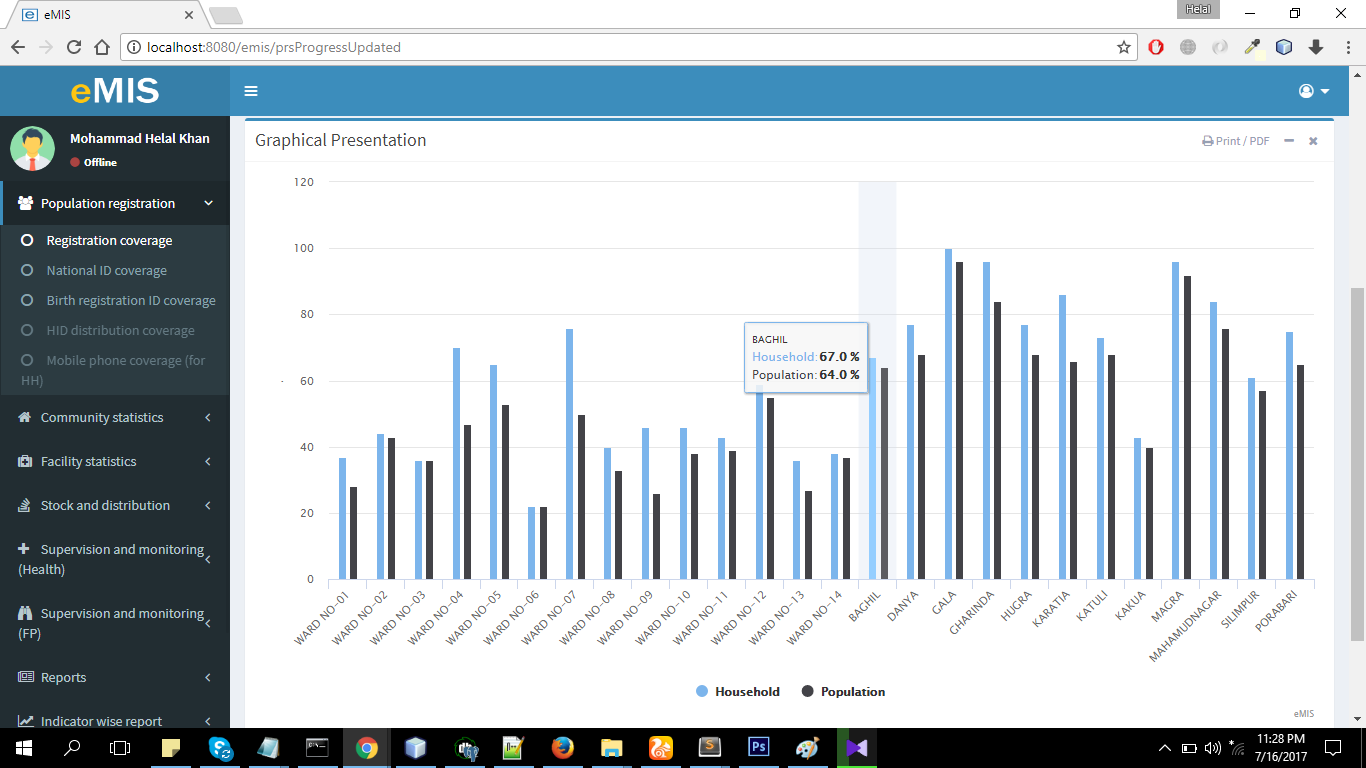 eMIS
Helal
localhost:8080/emis/prsProgressUpdated
eMIS
Mohammad Helal Khan
Offline
Population registration
Registration coverage
National ID coverage
Birth registration ID coverage
HID distribution coverage
Mobile phone coverage (for
HH)
Community statistics
Facility statistics
Stock and distribution
Supervision and monitoring
(Health)
Supervision and monitoring
(FP)
Reports
Indicator wise report
Graphical Presentation
Print / PDF
120
100
80
60
40
20
0
BAGHIL
Household: 67.0 %
Population: 64.0 %
WARD NO-01
WARD NO-02
WARD NO-03
WARD NO-04
WARD NO-05
WARD NO-06
WARD NO-07
WARD NO-08
WARD NO-09
WARD NO-10
WARD NO-11
WARD NO-12
WARD NO-13
WARD NO-14
BAGHIL
DANYA
GALA
GHARINDA
HUGRA
KARATIA
KATULI
KAKUA
MAGRA
MAHAMUDNAGAR
SILIMPUR
PORABARI
Household
Population
eMIS
11:28 PM
7/16/2017